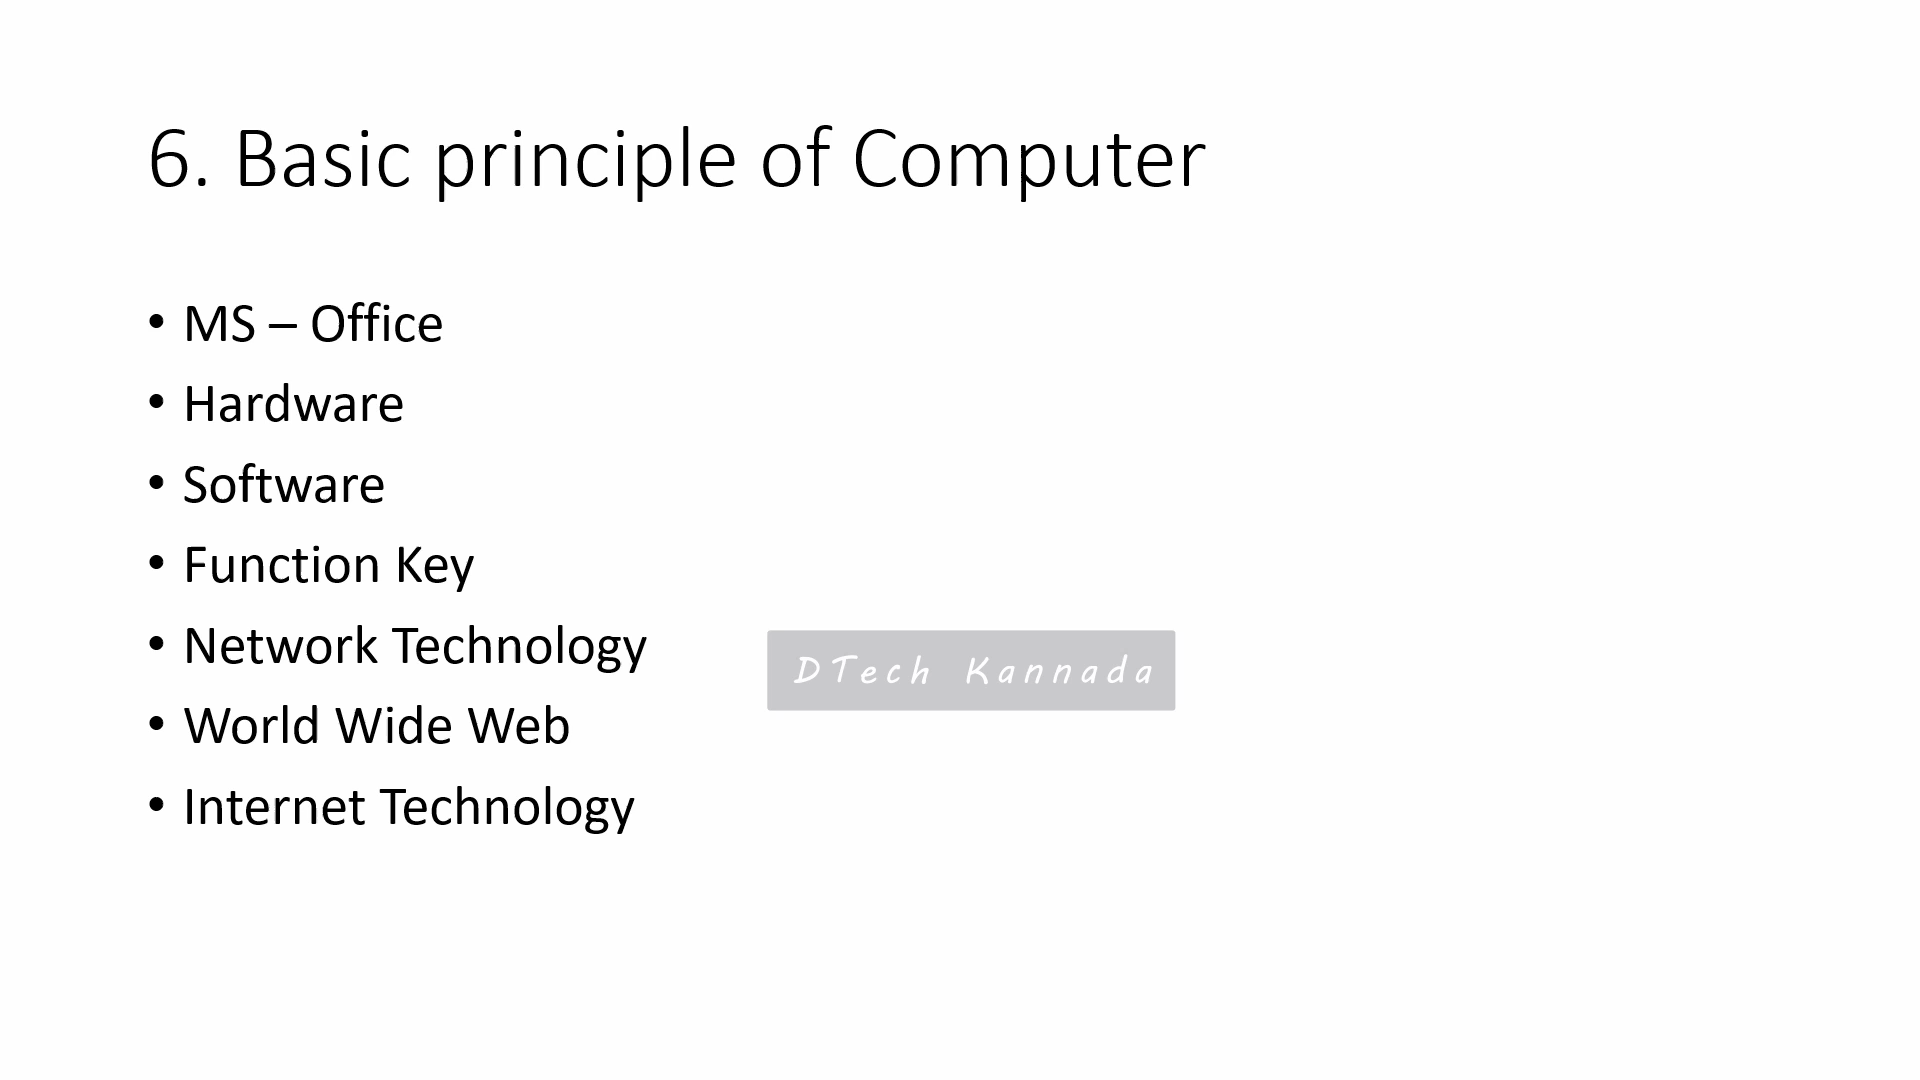 6. Basic principle of Computer
• MS – Office
• Hardware
• Software
• Function Key
• Network Technology
DTech Kannada
• World Wide Web
• Internet Technology